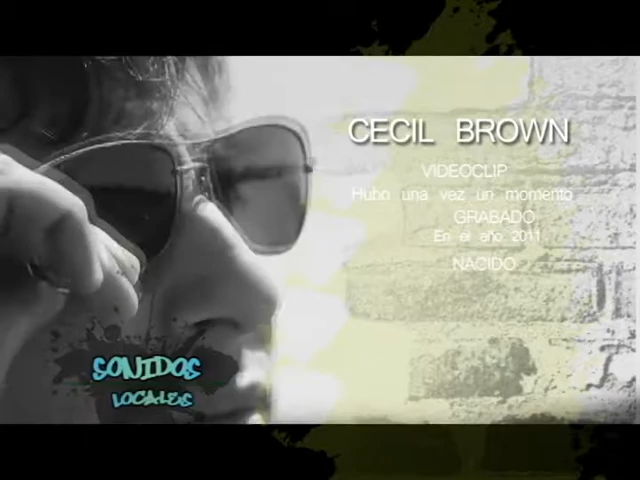 CECIL BROWN
VIDEOCLIP
Hubo una vez un momento
GRABADO
En el año 2011
NACIDO
SONIDOS
LOCALES